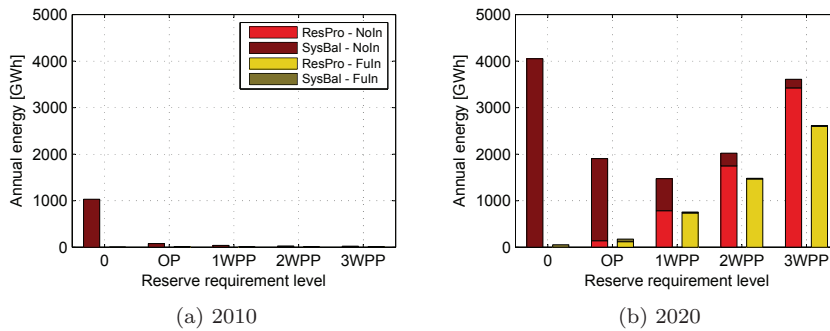 5000
4000
3000
2000
1000
0
Annual energy [GWh]
ResPro - NoIn
SysBal - NoIn
ResPro - FuIn
SysBal - FuIn
0 OP 1WPP 2WPP 3WPP
Reserve requirement level
(a) 2010
5000
4000
3000
2000
1000
0
Annual energy [GWh]
0 OP 1WPP 2WPP 3WPP
Reserve requirement level
(b) 2020